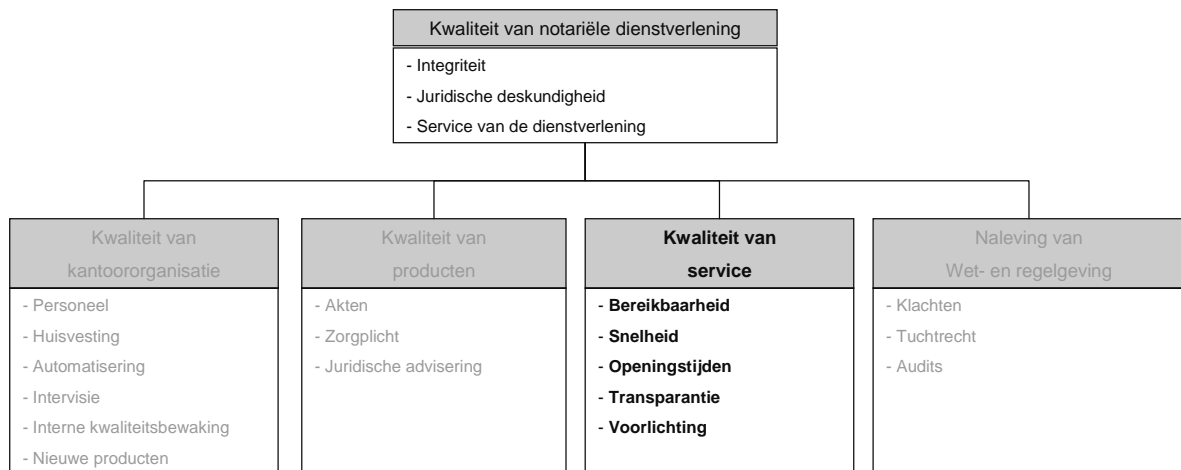 Kwaliteit van notariële dienstverlening
- Integriteit
- Juridische deskundigheid
- Service van de dienstverlening
Kwaliteit van
kantoororganisatie
- Personeel
- Huisvesting
- Automatisering
- Intervisie
- Interne kwaliteitsbewaking
- Nieuwe producten
Kwaliteit van
producten
- Akten
- Zorgplicht
- Juridische advisering
Kwaliteit van
service
- Bereikbaarheid
- Snelheid
- Openingstijden
- Transparantie
- Voorlichting
Naleving van
Wet- en regelgeving
- Klachten
- Tuchtrecht
- Audits